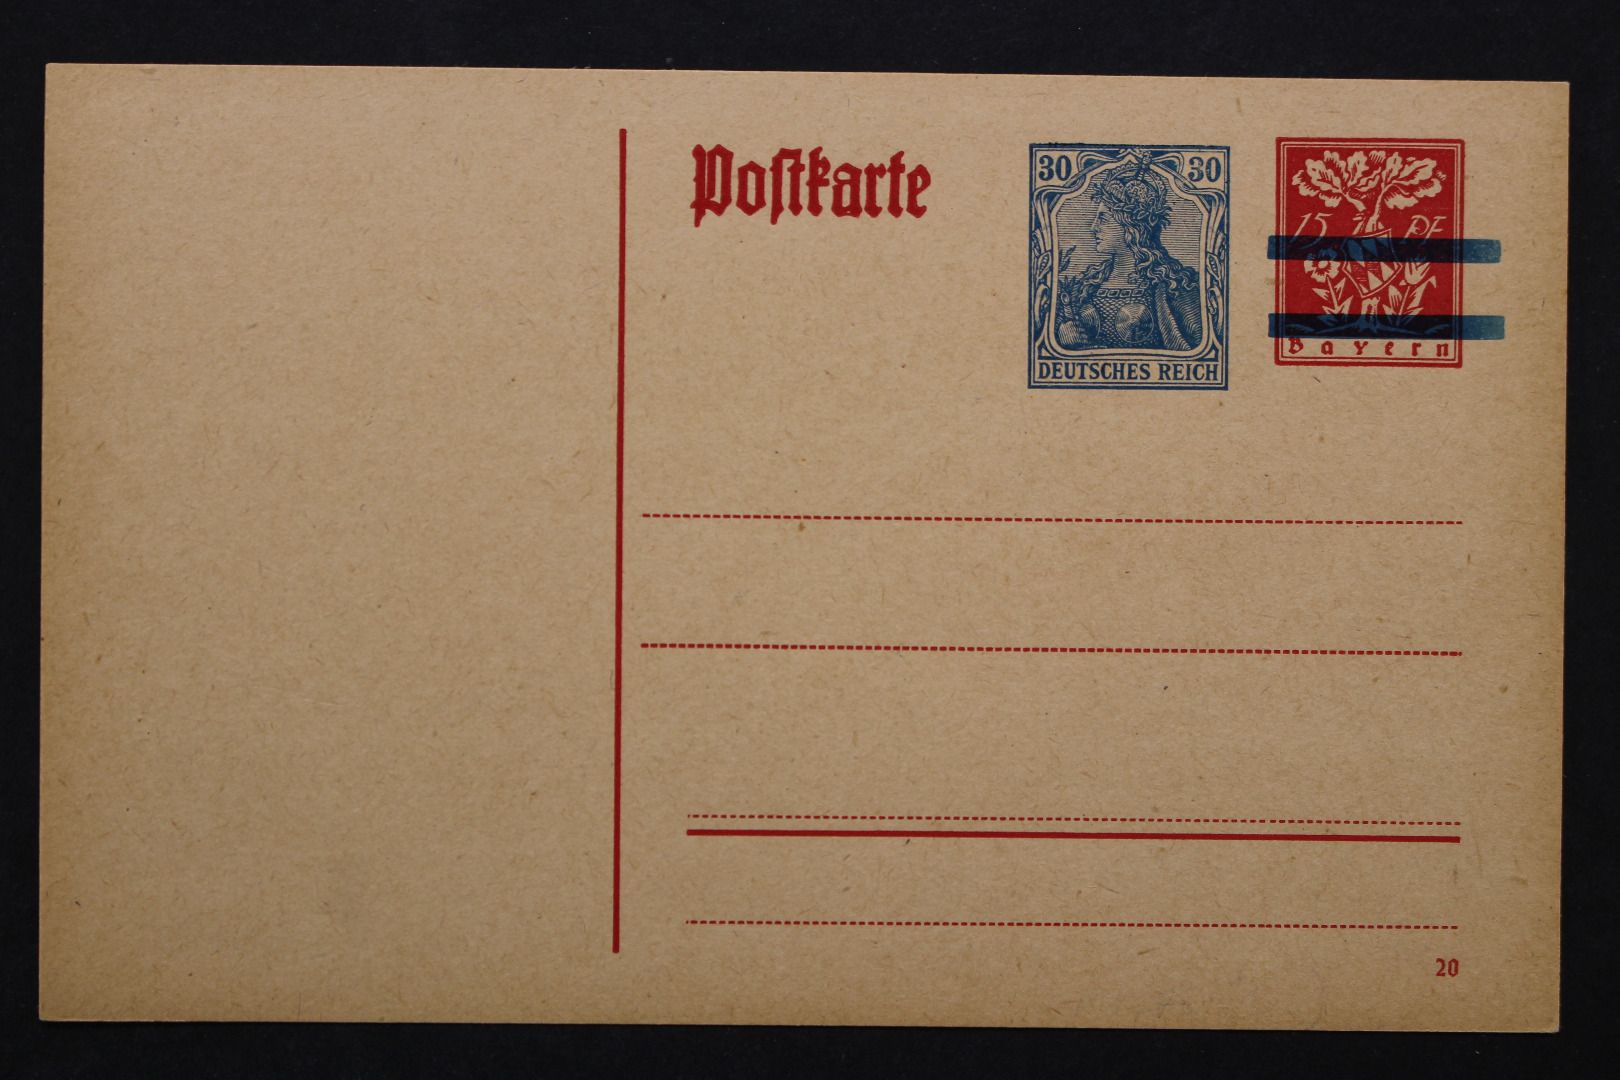 Postkarte
30 30
DEUTSCHES REICH
15 PF
Bayern
20